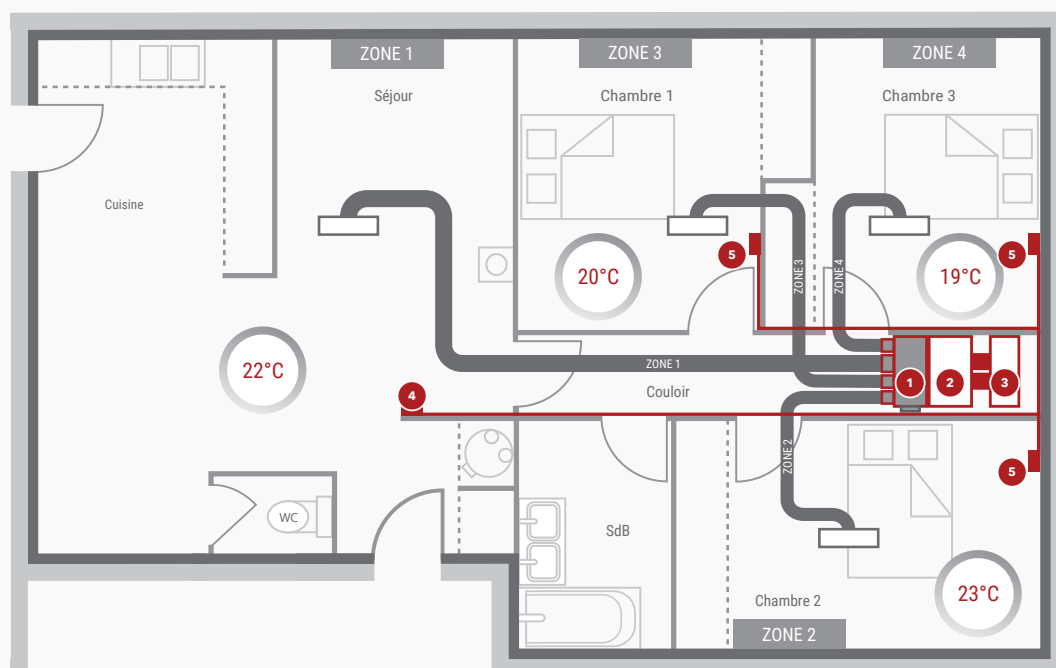 ZONE 1
ZONE 3
ZONE 4
Séjour
Chambre 1
Chambre 3
Cuisine
5
5
20°C
19°C
ZONE 3
ZONE 4
22°C
ZONE 1
Couloir
1
2
3
4
ZONE 2
5
WC
SdB
23°C
Chambre 2
ZONE 2